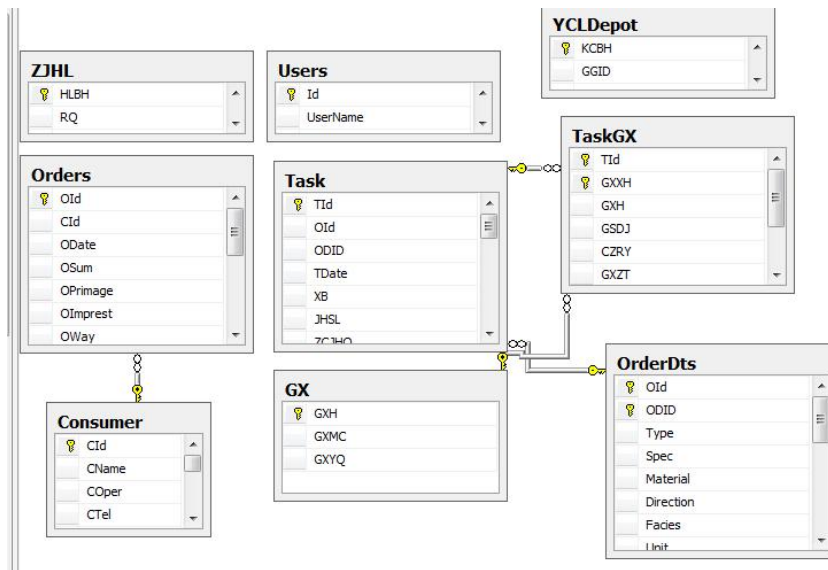 YCLDepot
KCBH
GGID
ZJHL
HLBH
RQ
Users
Id
UserName
TaskGX
TId
GXXH
GXH
GSDJ
CZRY
GXZT
Orders
OId
CId
ODate
OSum
OPrimage
OImprest
OWay
Task
TId
OId
ODID
TDate
XB
JHSL
OrderDts
OId
ODID
Type
Spec
Material
Direction
Facies
Unit
GX
GXH
GXMC
GXYQ
Consumer
CId
CName
COper
CTel